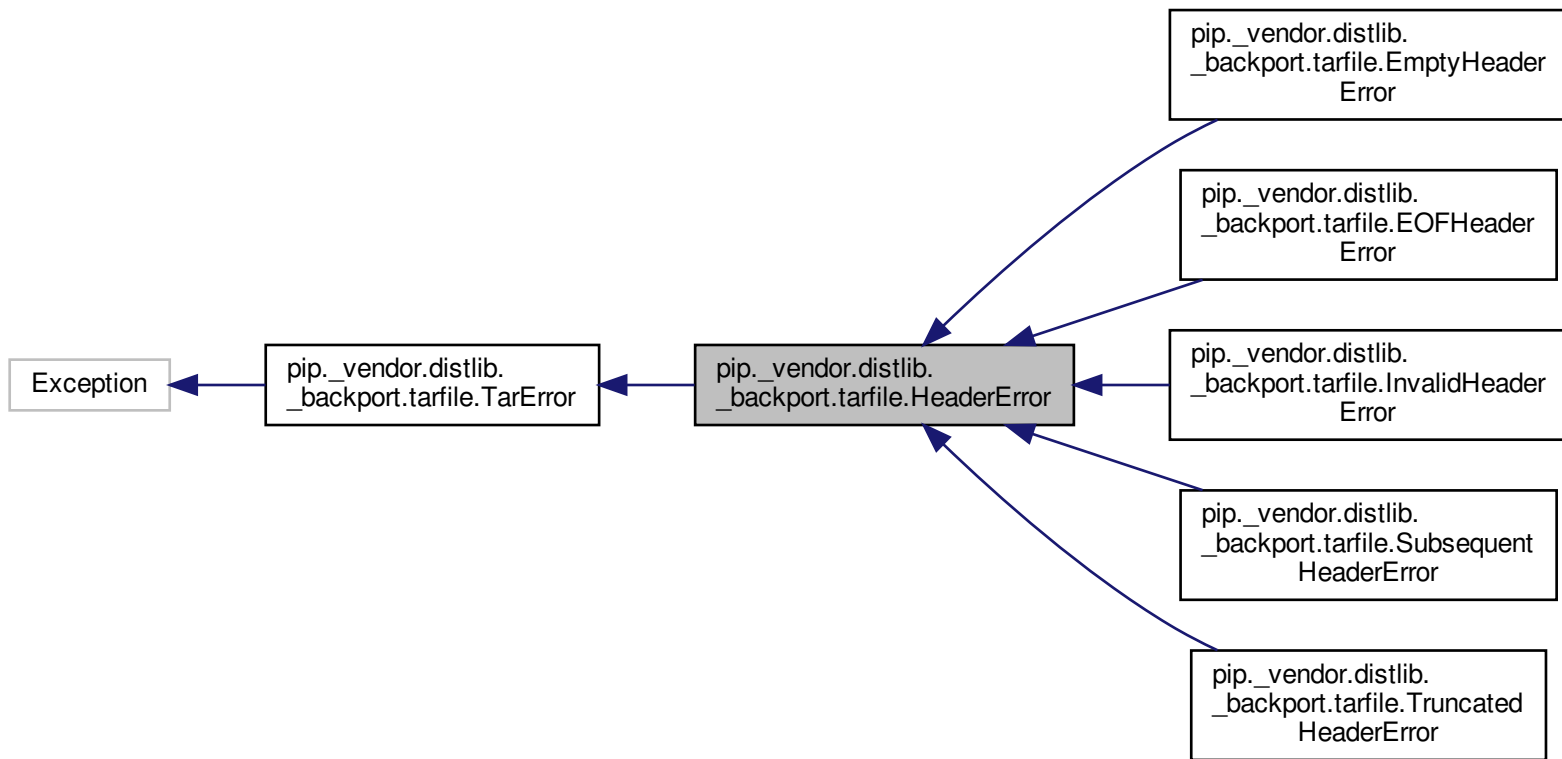 pip._vendor.distlib.
_backport.tarfile.EmptyHeader
Error
pip._vendor.distlib.
_backport.tarfile.EOFHeader
Error
Exception
pip._vendor.distlib.
_backport.tarfile.TarError
pip._vendor.distlib.
_backport.tarfile.HeaderError
pip._vendor.distlib.
_backport.tarfile.InvalidHeader
Error
pip._vendor.distlib.
_backport.tarfile.Subsequent
HeaderError
pip._vendor.distlib.
_backport.tarfile.Truncated
HeaderError